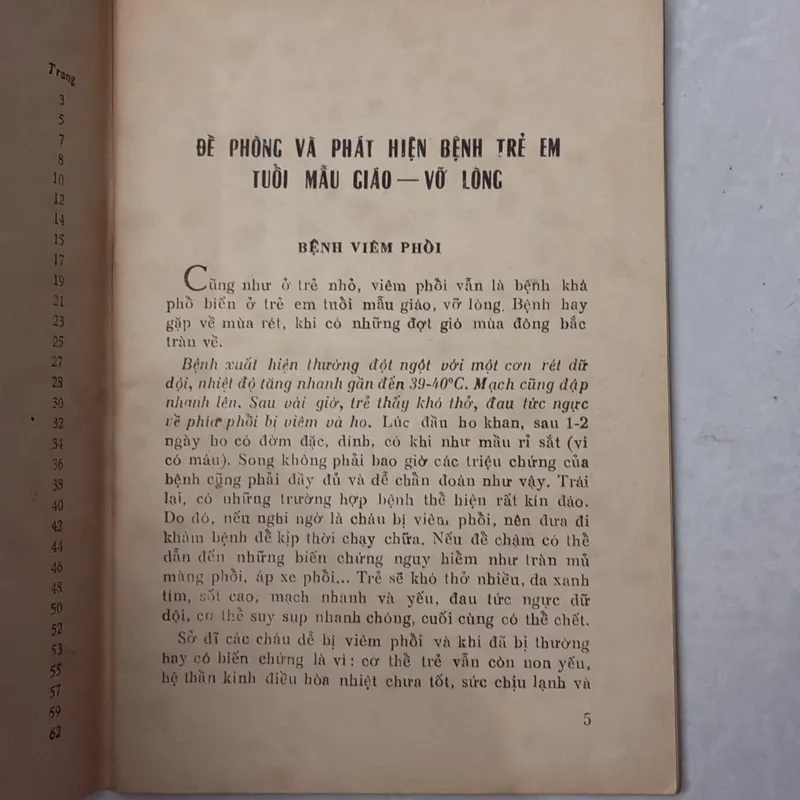 Trang
3
5
7
8
10
12
14
15
17
19
21
23
25
27
28
30
32
34
36
38
40
42
44
46
48
50
52
53
55
57
59
62
ĐỀ PHÒNG VÀ PHÁT HIỆN BỆNH TRẺ EM
TUỔI MẪU GIÁO — VỠ LÒNG
BỆNH VIÊM PHỔI
Cũng như ở trẻ nhỏ, viêm phổi vẫn là bệnh khá
phổ biến ở trẻ em tuổi mẫu giáo, vỡ lòng. Bệnh hay
gặp về mùa rét, khi có những đợt gió mùa đông bắc
tràn về.
Bệnh xuất hiện thường đột ngột với một cơn rét dữ
dội, nhiệt độ tăng nhanh gần đến 39-40°C. Mạch cũng đập
nhanh lên. Sau vài giờ, trẻ thấy khó thở, đau tức ngực
về phía phổi bị viêm và ho. Lúc đầu ho khan, sau 1-2
ngày ho có đờm đặc, dính, có khi như mầu rỉ sắt (vì
có máu). Song không phải bao giờ các triệu chứng của
bệnh cũng phải đầy đủ và dễ chẩn đoán như vậy. Trái
lại, có những trường hợp bệnh thể hiện rất kín đáo.
Do đó, nếu nghi ngờ là cháu bị viêm phổi, nên đưa đi
khám bệnh để kịp thời chạy chữa. Nếu để chậm có thể
dẫn đến những biến chứng nguy hiểm như tràn mủ
màng phổi, áp xe phổi... Trẻ sẽ khó thở nhiều, da xanh
tím, sốt cao, mạch nhanh và yếu, đau tức ngực dữ
dội, cơ thể suy sụp nhanh chóng, cuối cùng có thể chết.
Sở dĩ các cháu dễ bị viêm phổi và khi đã bị thường
hay có biến chứng là vì: cơ thể trẻ vẫn còn non yếu,
hệ thần kinh điều hòa nhiệt chưa tốt, sức chịu lạnh và
5